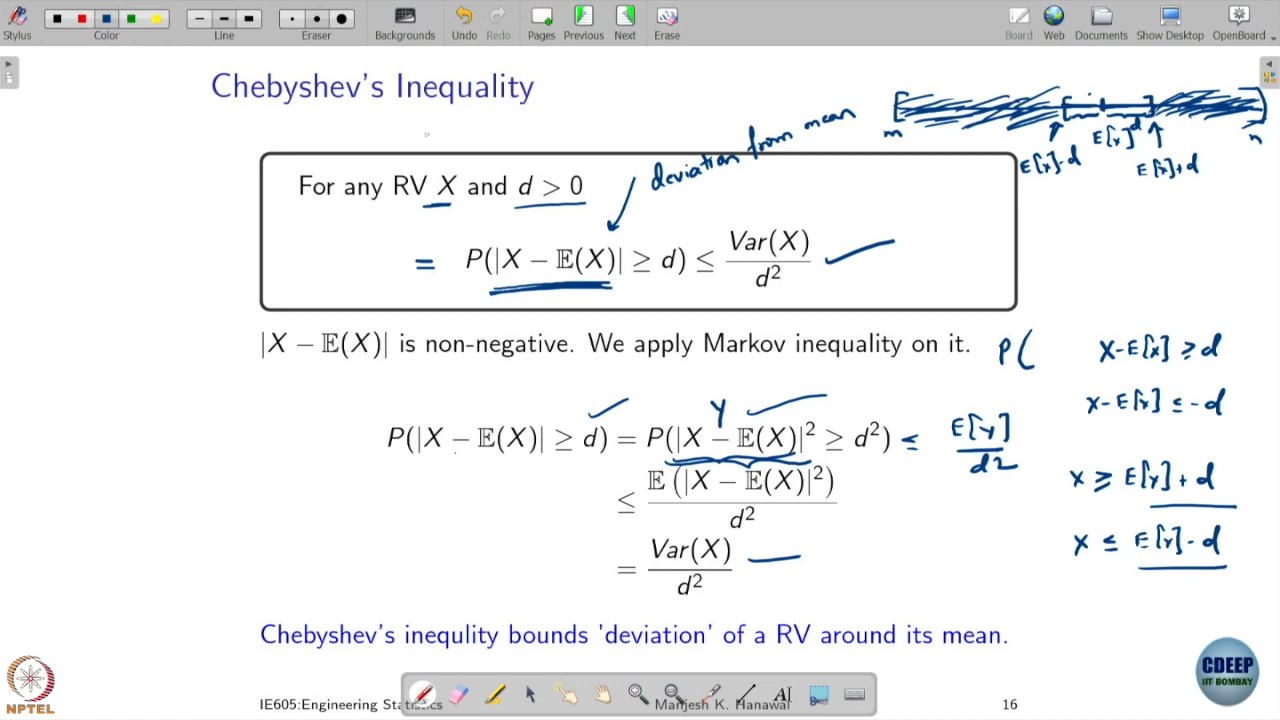 Stylus Color Line Eraser Backgrounds Undo Redo Pages Previous Next Erase Board Web Documents Show Desktop OpenBoard
Chebyshev's Inequality
m E[X]-d E[X] d E[X]+d n
deviation from mean
For any RV X and d > 0
= P(|X − 𝔼(X)| ≥ d) ≤ Var(X) / d²
|X − 𝔼(X)| is non-negative. We apply Markov inequality on it.
P( X-E[X] ≥ d
X-E[X] ≤ -d
Y
P(|X − 𝔼(X)| ≥ d) = P(|X − 𝔼(X)|² ≥ d²) ≤ E[Y] / d2
≤ 𝔼(|X − 𝔼(X)|²) / d²
X ≥ E[X]+d
X ≤ E[X]-d
= Var(X) / d²
Chebyshev's inequlity bounds 'deviation' of a RV around its mean.
CDEEP
IIT BOMBAY
NPTEL
IE605:Engineering Statistics Manjesh K. Hanawal 16